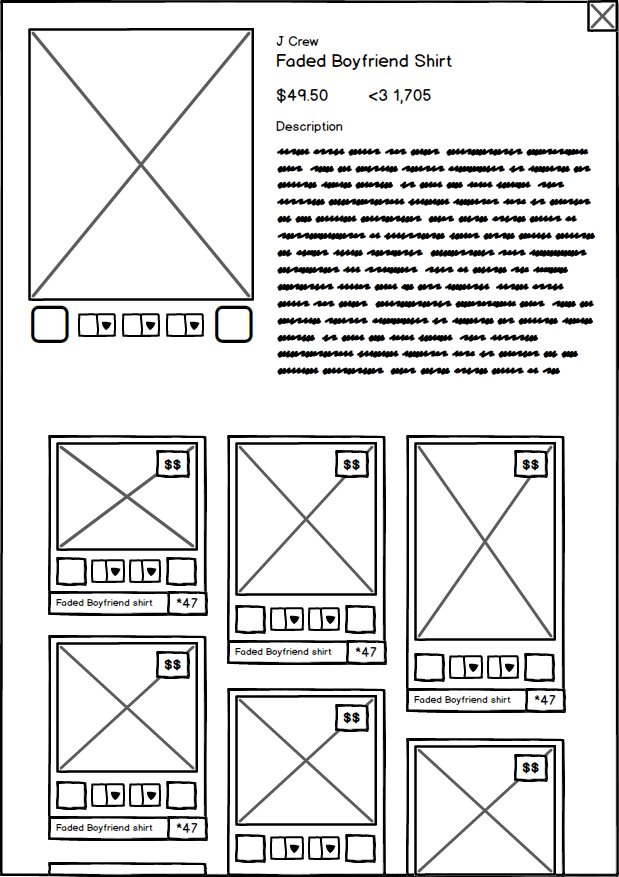 J Crew
Faded Boyfriend Shirt
$49.50 <3 1,705
Description
$$
$$
$$
Faded Boyfriend shirt *47
Faded Boyfriend shirt *47
$$
Faded Boyfriend shirt *47
$$
$$
Faded Boyfriend shirt *47